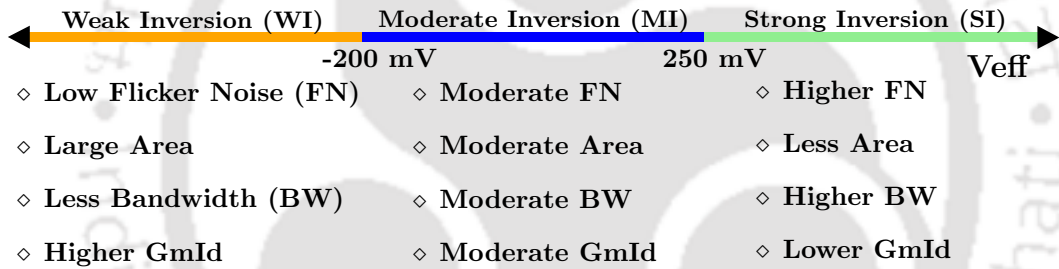 Weak Inversion (WI) Moderate Inversion (MI) Strong Inversion (SI)
-200 mV 250 mV Veff
⋄ Low Flicker Noise (FN) ⋄ Moderate FN ⋄ Higher FN
⋄ Large Area ⋄ Moderate Area ⋄ Less Area
⋄ Less Bandwidth (BW) ⋄ Moderate BW ⋄ Higher BW
⋄ Higher GmId ⋄ Moderate GmId ⋄ Lower GmId